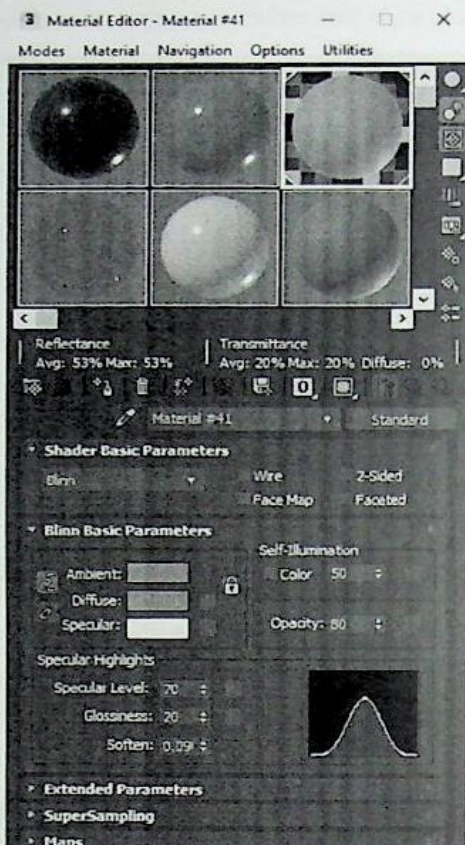 3 Material Editor - Material #41
Modes Material Navigation Options Utilities
Reflectance Transmittance
Avg: 53% Max: 53% Avg: 20% Max: 20% Diffuse: 0%
0
Material #41 Standard
Shader Basic Parameters
Blinn Wire 2-Sided
Face Map Faceted
Blinn Basic Parameters
Self-Illumination
Ambient: Color 50
Diffuse:
Specular: Opacity: 80
Specular Highlights
Specular Level: 70
Glossiness: 20
Soften: 0.09
Extended Parameters
SuperSampling
Maps